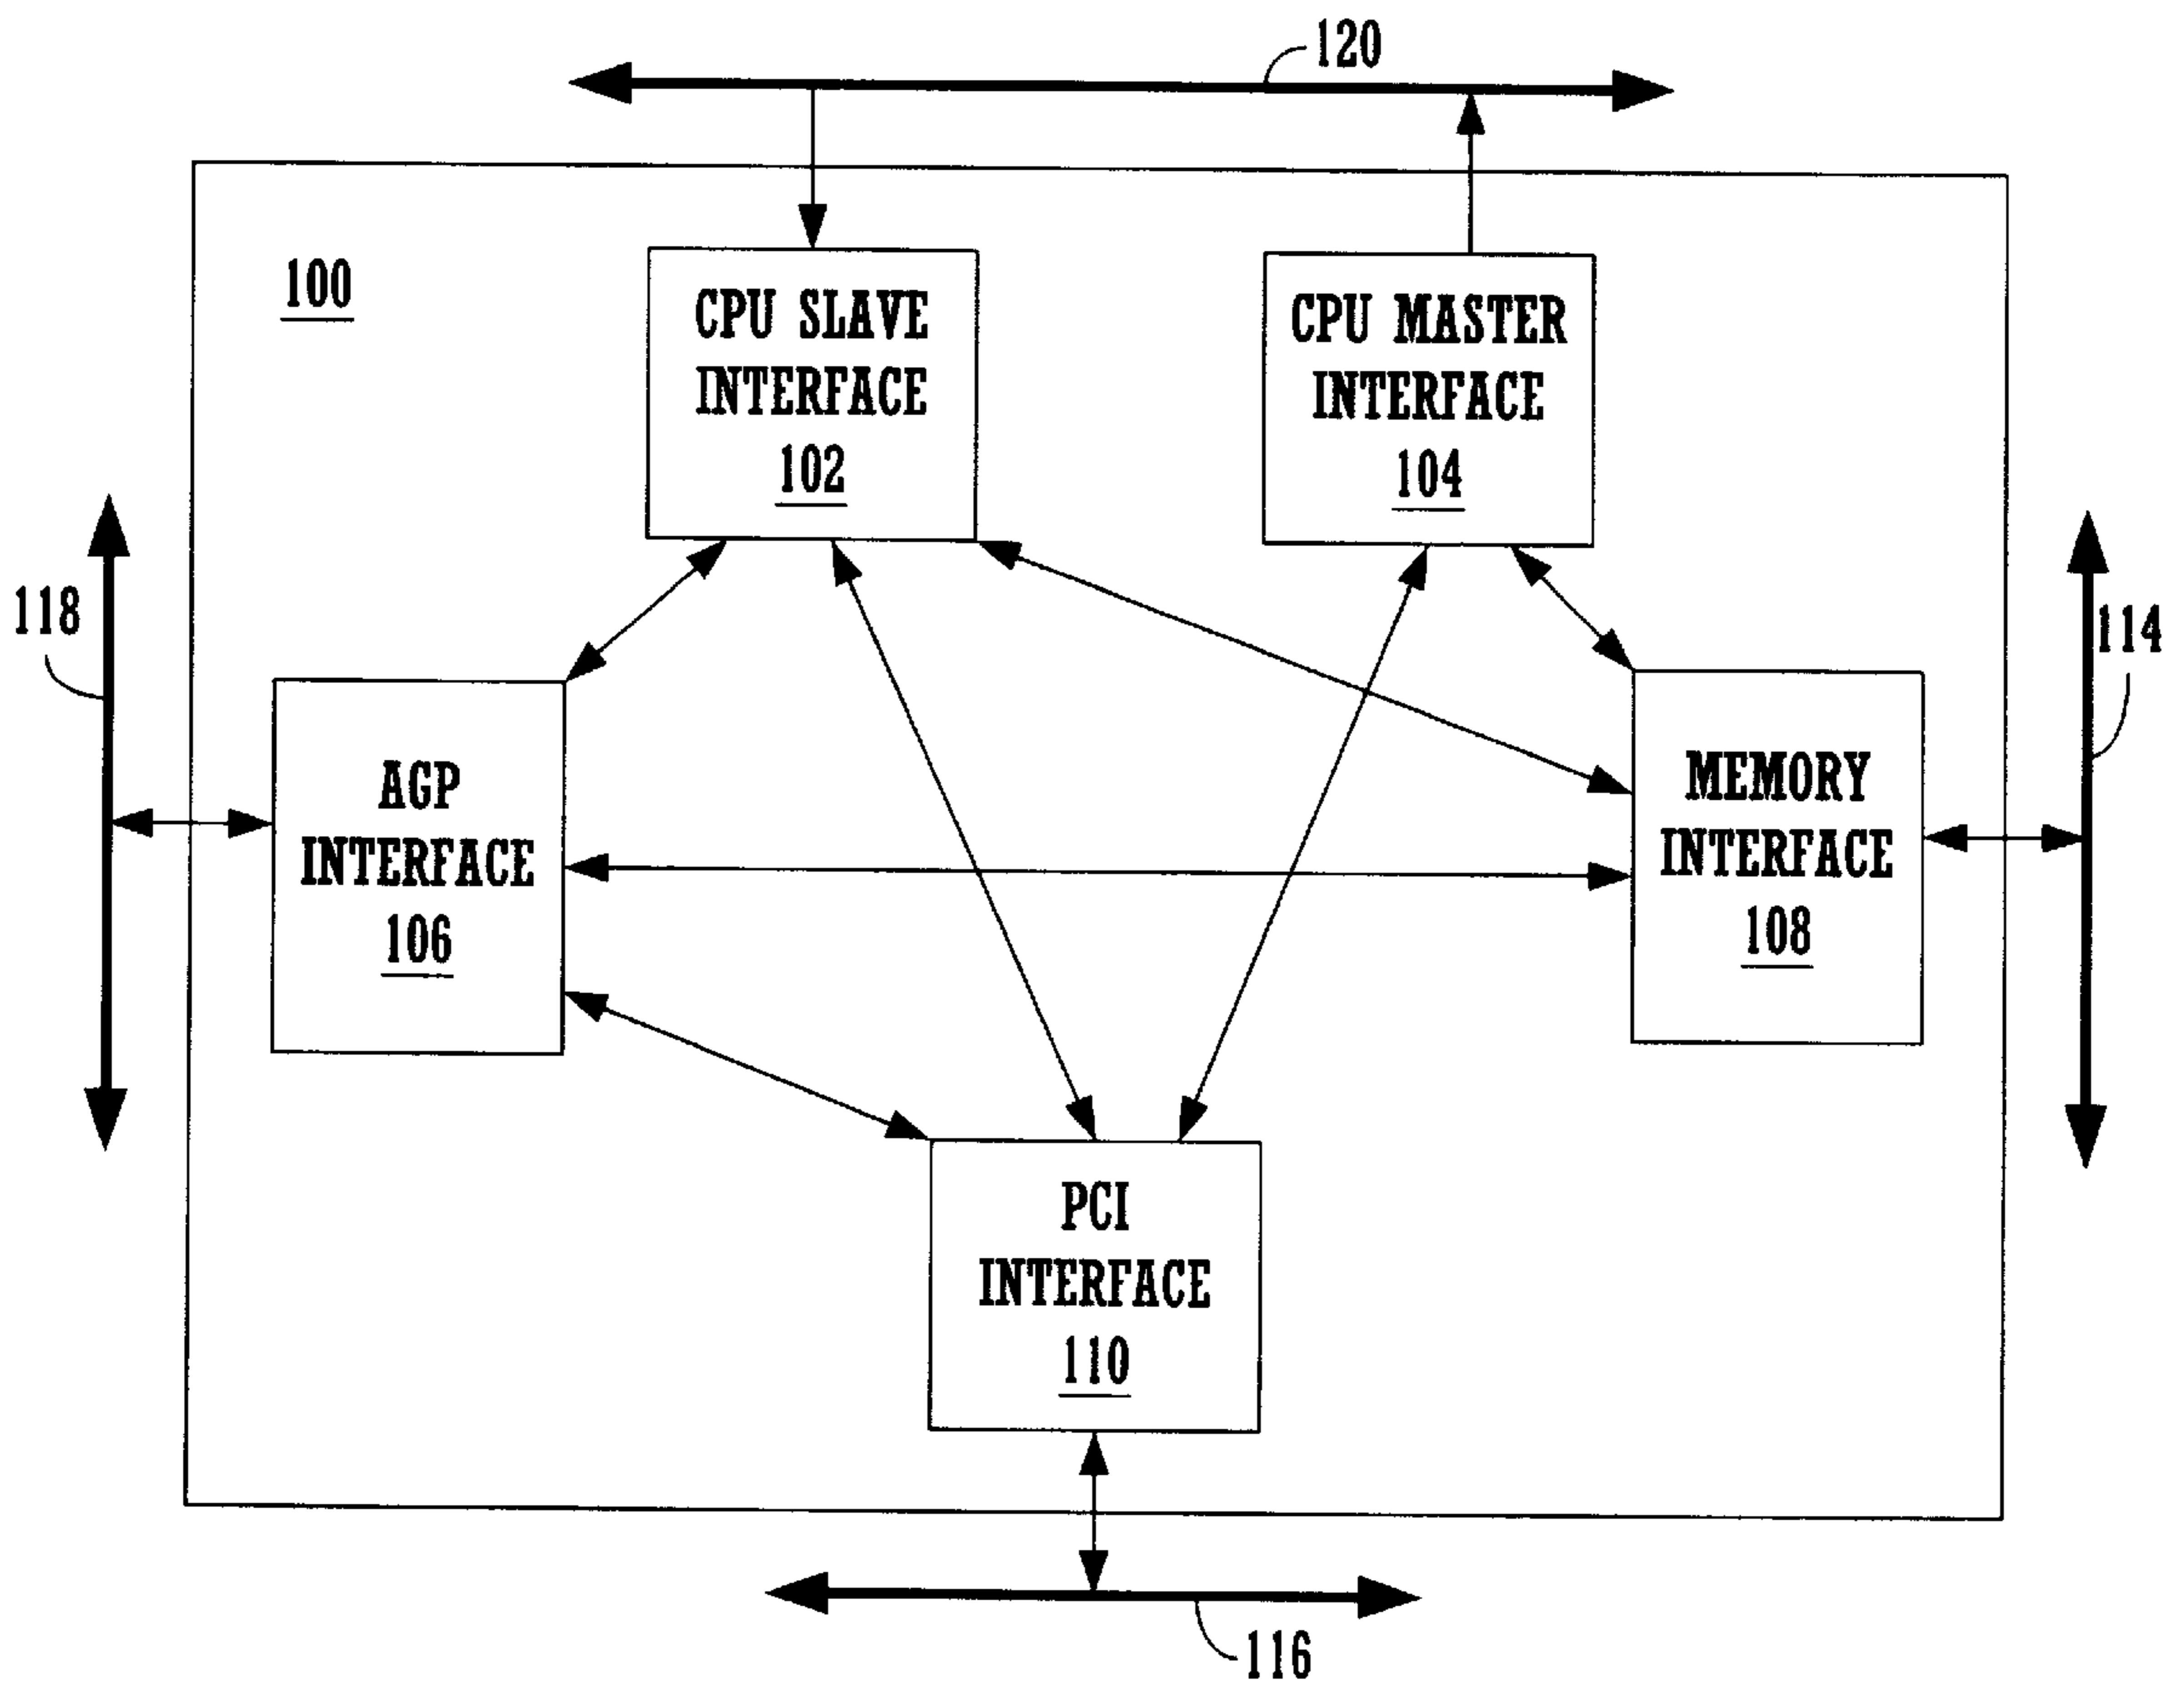 120
100
CPU SLAVE
INTERFACE
102
CPU MASTER
INTERFACE
104
118
114
AGP
INTERFACE
106
MEMORY
INTERFACE
108
PCI
INTERFACE
110
116